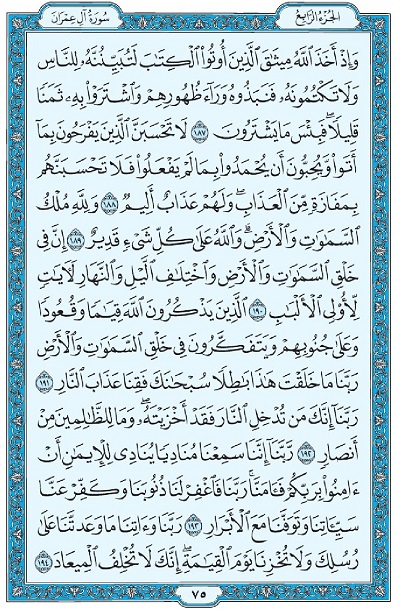 الجزء الرابع
سورة آل عمران
وَإِذْ أَخَذَ ٱللَّهُ مِيثَٰقَ ٱلَّذِينَ أُوتُوا۟ ٱلْكِتَٰبَ لَتُبَيِّنُنَّهُۥ لِلنَّاسِ
وَلَا تَكْتُمُونَهُۥ فَنَبَذُوهُ وَرَآءَ ظُهُورِهِمْ وَٱشْتَرَوْا۟ بِهِۦ ثَمَنًا
قَلِيلًا ۖ فَبِئْسَ مَا يَشْتَرُونَ ١٨٧ لَا تَحْسَبَنَّ ٱلَّذِينَ يَفْرَحُونَ بِمَآ
أَتَوا۟ وَّيُحِبُّونَ أَن يُحْمَدُوا۟ بِمَا لَمْ يَفْعَلُوا۟ فَلَا تَحْسَبَنَّهُم
بِمَفَازَةٍ مِّنَ ٱلْعَذَابِ ۖ وَلَهُمْ عَذَابٌ أَلِيمٌ ١٨٨ وَلِلَّهِ مُلْكُ
ٱلسَّمَٰوَٰتِ وَٱلْأَرْضِ ۗ وَٱللَّهُ عَلَىٰ كُلِّ شَىْءٍ قَدِيرٌ ١٨٩ إِنَّ فِى
خَلْقِ ٱلسَّمَٰوَٰتِ وَٱلْأَرْضِ وَٱخْتِلَٰفِ ٱلَّيْلِ وَٱلنَّهَارِ لَءَايَٰتٍ
لِّأُو۟لِى ٱلْأَلْبَٰبِ ١٩٠ ٱلَّذِينَ يَذْكُرُونَ ٱللَّهَ قِيَٰمًا وَقُعُودًا
وَعَلَىٰ جُنُوبِهِمْ وَيَتَفَكَّرُونَ فِى خَلْقِ ٱلسَّمَٰوَٰتِ وَٱلْأَرْضِ
رَبَّنَا مَا خَلَقْتَ هَٰذَا بَٰطِلًا سُبْحَٰنَكَ فَقِنَا عَذَابَ ٱلنَّارِ ١٩١
رَبَّنَآ إِنَّكَ مَن تُدْخِلِ ٱلنَّارَ فَقَدْ أَخْزَيْتَهُۥ ۖ وَمَا لِلظَّٰلِمِينَ مِنْ
أَنصَارٍ ١٩٢ رَّبَّنَآ إِنَّنَا سَمِعْنَا مُنَادِيًا يُنَادِى لِلْإِيمَٰنِ أَنْ
ءَامِنُوا۟ بِرَبِّكُمْ فَـَٔامَنَّا ۚ رَبَّنَا فَٱغْفِرْ لَنَا ذُنُوبَنَا وَكَفِّرْ عَنَّا
سَيِّـَٔاتِنَا وَتَوَفَّنَا مَعَ ٱلْأَبْرَارِ ١٩٣ رَبَّنَا وَءَاتِنَا مَا وَعَدتَّنَا عَلَىٰ
رُسُلِكَ وَلَا تُخْزِنَا يَوْمَ ٱلْقِيَٰمَةِ ۗ إِنَّكَ لَا تُخْلِفُ ٱلْمِيعَادَ ١٩٤
٧٥